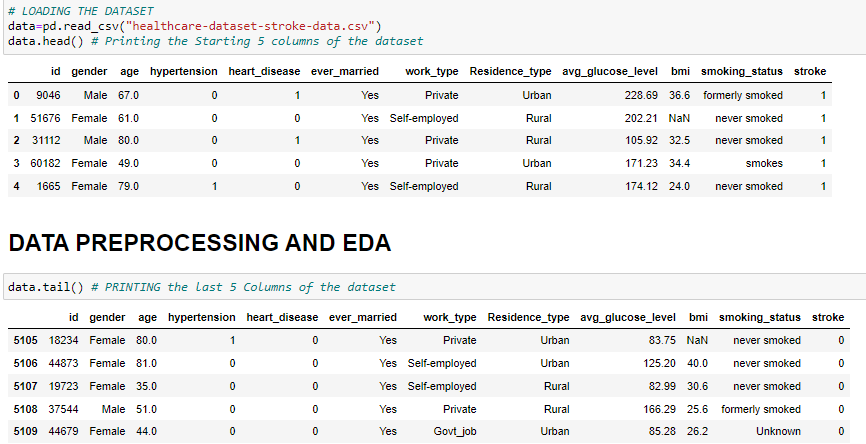 # LOADING THE DATASET
data=pd.read_csv("healthcare-dataset-stroke-data.csv")
data.head() # Printing the Starting 5 columns of the dataset
id gender age hypertension heart_disease ever_married work_type Residence_type avg_glucose_level bmi smoking_status stroke
0 9046 Male 67.0 0 1 Yes Private Urban 228.69 36.6 formerly smoked 1
1 51676 Female 61.0 0 0 Yes Self-employed Rural 202.21 NaN never smoked 1
2 31112 Male 80.0 0 1 Yes Private Rural 105.92 32.5 never smoked 1
3 60182 Female 49.0 0 0 Yes Private Urban 171.23 34.4 smokes 1
4 1665 Female 79.0 1 0 Yes Self-employed Rural 174.12 24.0 never smoked 1
DATA PREPROCESSING AND EDA
data.tail() # PRINTING the last 5 Columns of the dataset
id gender age hypertension heart_disease ever_married work_type Residence_type avg_glucose_level bmi smoking_status stroke
5105 18234 Female 80.0 1 0 Yes Private Urban 83.75 NaN never smoked 0
5106 44873 Female 81.0 0 0 Yes Self-employed Urban 125.20 40.0 never smoked 0
5107 19723 Female 35.0 0 0 Yes Self-employed Rural 82.99 30.6 never smoked 0
5108 37544 Male 51.0 0 0 Yes Private Rural 166.29 25.6 formerly smoked 0
5109 44679 Female 44.0 0 0 Yes Govt_job Urban 85.28 26.2 Unknown 0